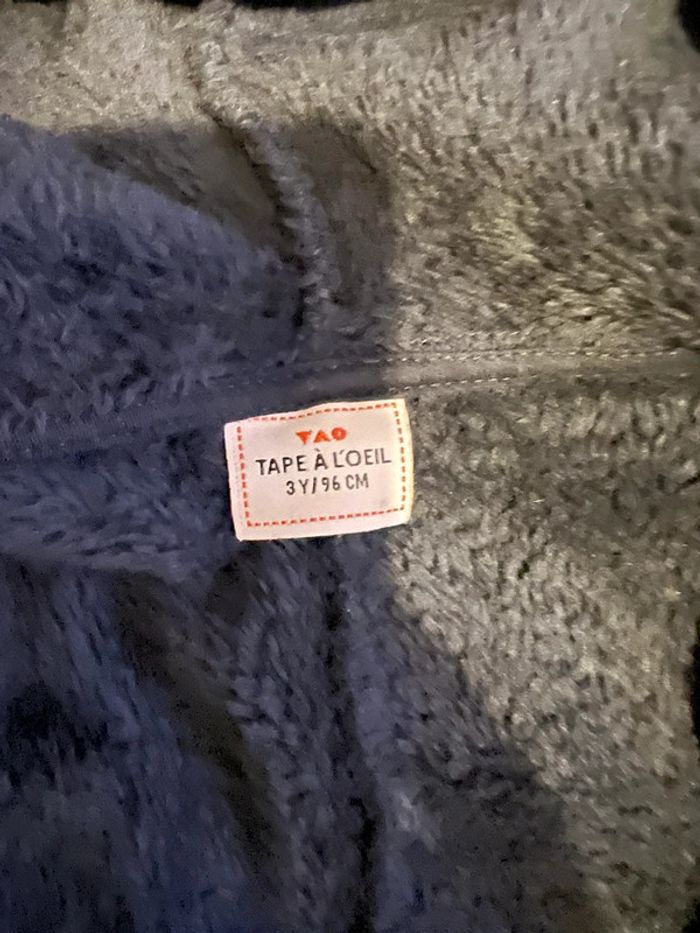 TAO
TAPE À L'OEIL
3 Y/96 CM